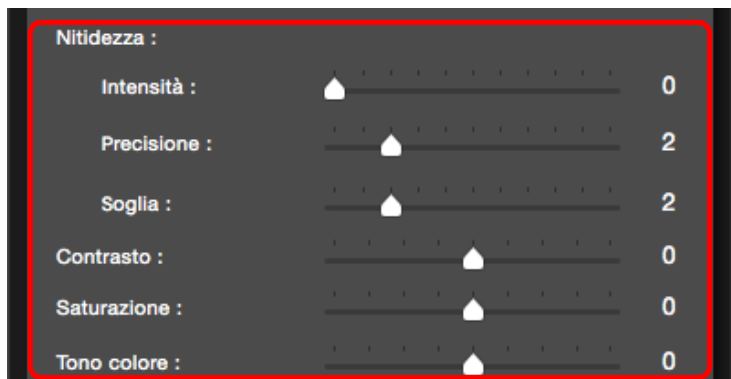 Nitidezza :
Intensità : 0
Precisione : 2
Soglia : 2
Contrasto : 0
Saturazione : 0
Tono colore : 0